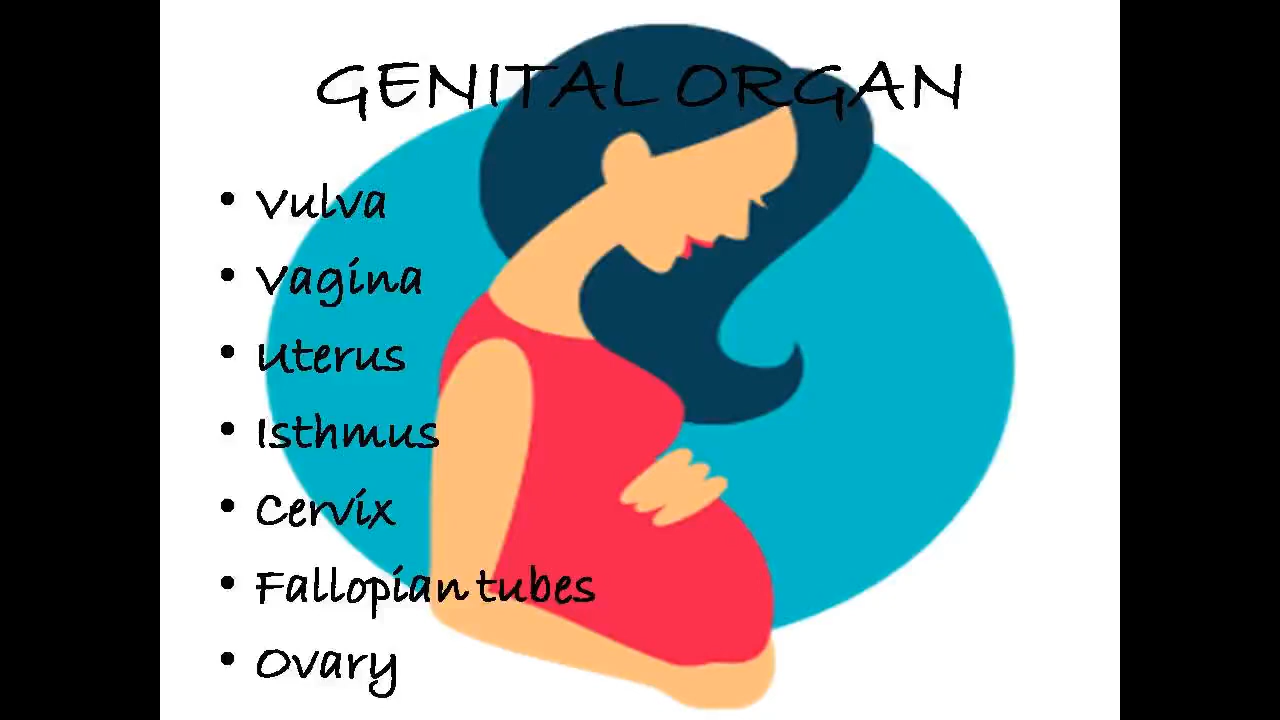 GENITAL ORGAN
• Vulva
• Vagina
• Uterus
• Isthmus
• Cervix
• Fallopian tubes
• Ovary